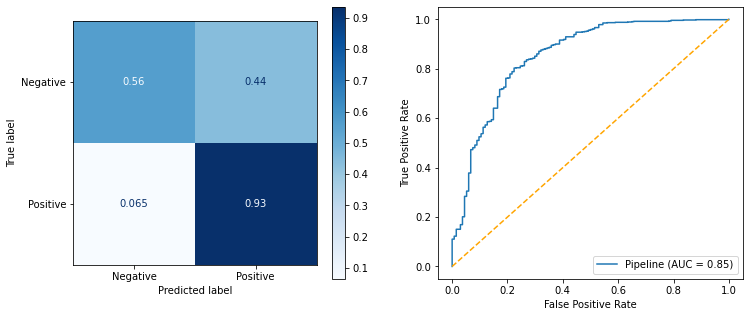 Negative
0.56
0.44
True label
Positive
0.065
0.93
Negative
Positive
Predicted label
0.9
0.8
0.7
0.6
0.5
0.4
0.3
0.2
0.1
True Positive Rate
1.0
0.8
0.6
0.4
0.2
0.0
Pipeline (AUC = 0.85)
0.0
0.2
0.4
0.6
0.8
1.0
False Positive Rate